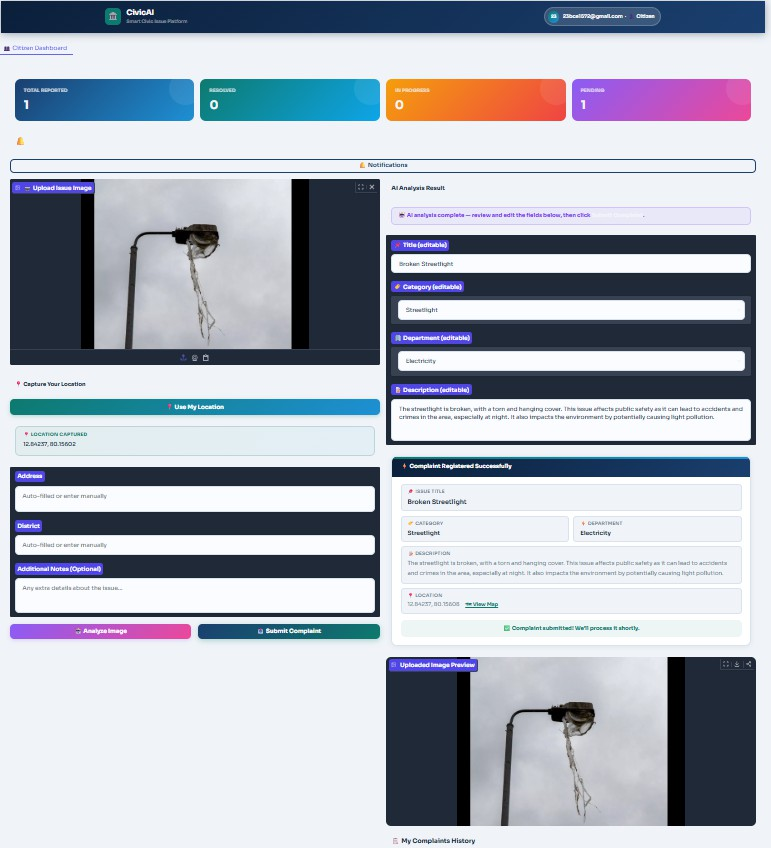 CivicAI
Smart Civic Issue Platform
Citizen
Citizen Dashboard
TOTAL REPORTED
1
RESOLVED
0
IN PROGRESS
0
PENDING
1
Notifications
Upload Issue Image
Capture Your Location
Use My Location
LOCATION CAPTURED
12.84237, 80.15602
Address
Auto-filled or enter manually
District
Auto-filled or enter manually
Additional Notes (Optional)
Any extra details about the issue...
Analyze Image
Submit Complaint
AI Analysis Result
AI analysis complete — review and edit the fields below, then click
Title (editable)
Broken Streetlight
Category (editable)
Streetlight
Department (editable)
Electricity
Description (editable)
The streetlight is broken, with a torn and hanging cover. This issue affects public safety as it can lead to accidents and
crimes in the area, especially at night. It also impacts the environment by potentially causing light pollution.
Complaint Registered Successfully
ISSUE TITLE
Broken Streetlight
CATEGORY
Streetlight
DEPARTMENT
Electricity
DESCRIPTION
The streetlight is broken, with a torn and hanging cover. This issue affects public safety as it can lead to accidents
and crimes in the area, especially at night. It also impacts the environment by potentially causing light pollution.
LOCATION
View Map
Complaint submitted! We'll process it shortly.
Uploaded Image Preview
My Complaints History